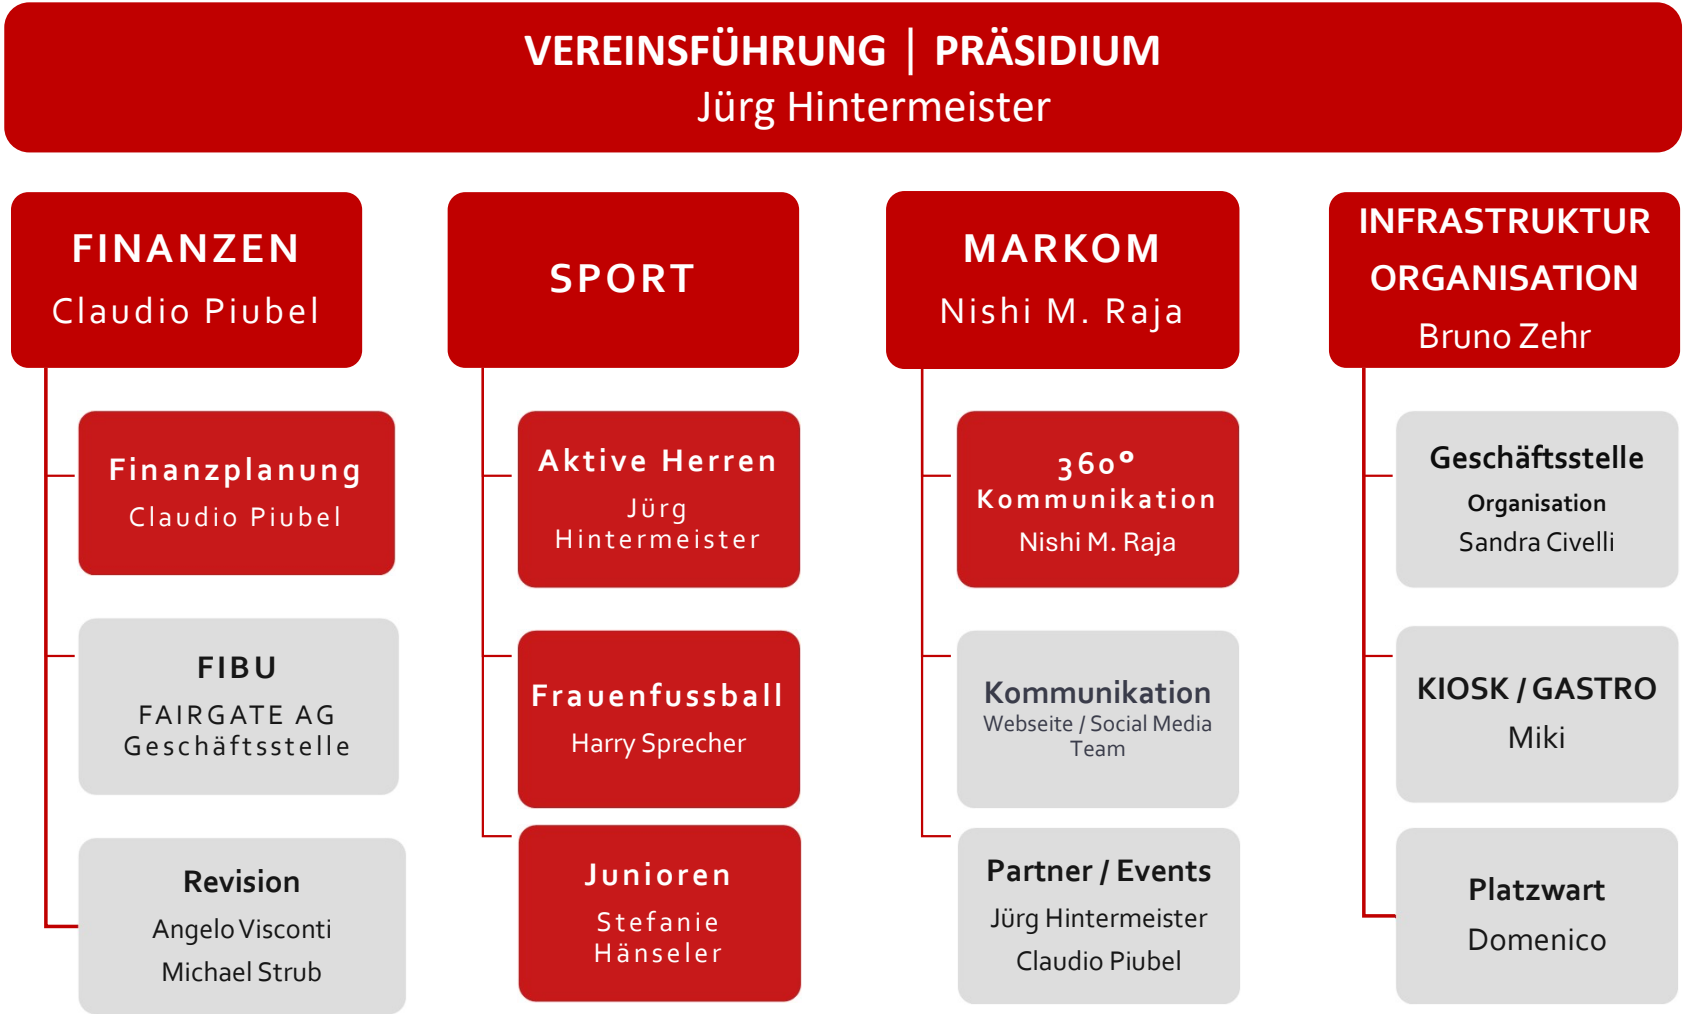 VEREINSFÜHRUNG | PRÄSIDIUM
Jürg Hintermeister
FINANZEN
Claudio Piubel
Finanzplanung
Claudio Piubel
FIBU
FAIRGATE AG
Geschäftsstelle
Revision
Angelo Visconti
Michael Strub
SPORT
Aktive Herren
Jürg
Hintermeister
Frauenfussball
Harry Sprecher
Junioren
Stefanie
Hänseler
MARKOM
Nishi M. Raja
360°
Kommunikation
Nishi M. Raja
Kommunikation
Webseite / Social Media
Team
Partner / Events
Jürg Hintermeister
Claudio Piubel
INFRASTRUKTUR
ORGANISATION
Bruno Zehr
Geschäftsstelle
Organisation
Sandra Civelli
KIOSK / GASTRO
Miki
Platzwart
Domenico